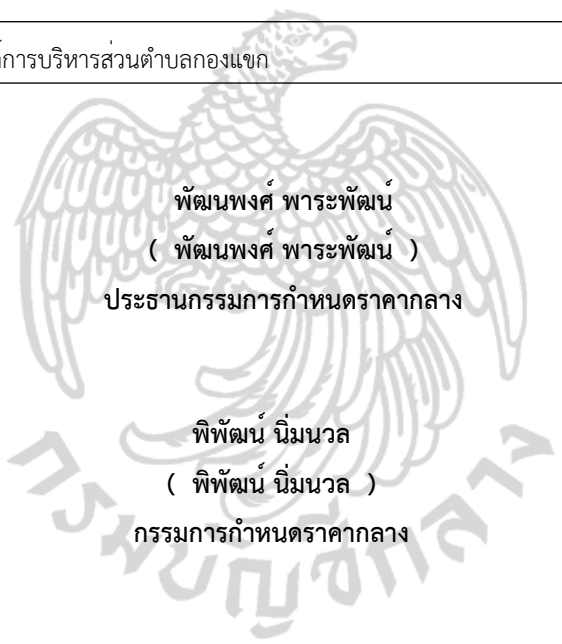 การบริหารส่วนตำบลกองแขก
พัฒนพงศ์ พาระพัฒน์
( พัฒนพงศ์ พาระพัฒน์ )
ประธานกรรมการกำหนดราคากลาง
พิพัฒน์ นิ่มนวล
( พิพัฒน์ นิ่มนวล )
กรรมการกำหนดราคากลาง
กรมบัญชีกลาง